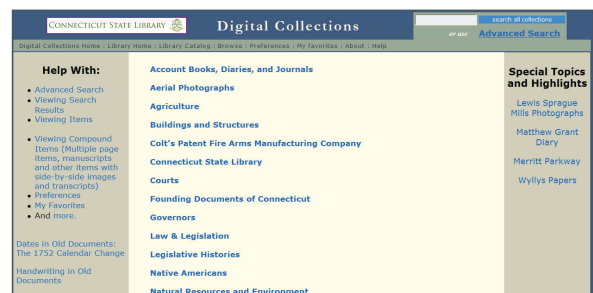 CONNECTICUT STATE LIBRARY
Digital Collections
search all collections
or use Advanced Search
Digital Collections Home : Library Home : Library Catalog : Browse : Preferences : My favorites : About : Help
Help With:
• Advanced Search
• Viewing Search
Results
• Viewing Items
• Viewing Compound
Items (Multiple page
items, manuscripts
and other items with
side-by-side images
and transcripts)
• Preferences
• My Favorites
• And more.
Dates in Old Documents:
The 1752 Calendar Change
Handwriting in Old
Documents
Account Books, Diaries, and Journals
Aerial Photographs
Agriculture
Buildings and Structures
Colt's Patent Fire Arms Manufacturing Company
Connecticut State Library
Courts
Founding Documents of Connecticut
Governors
Law & Legislation
Legislative Histories
Native Americans
Natural Resources and Environment
Special Topics
and Highlights
Lewis Sprague
Mills Photographs
Matthew Grant
Diary
Merritt Parkway
Wyllys Papers